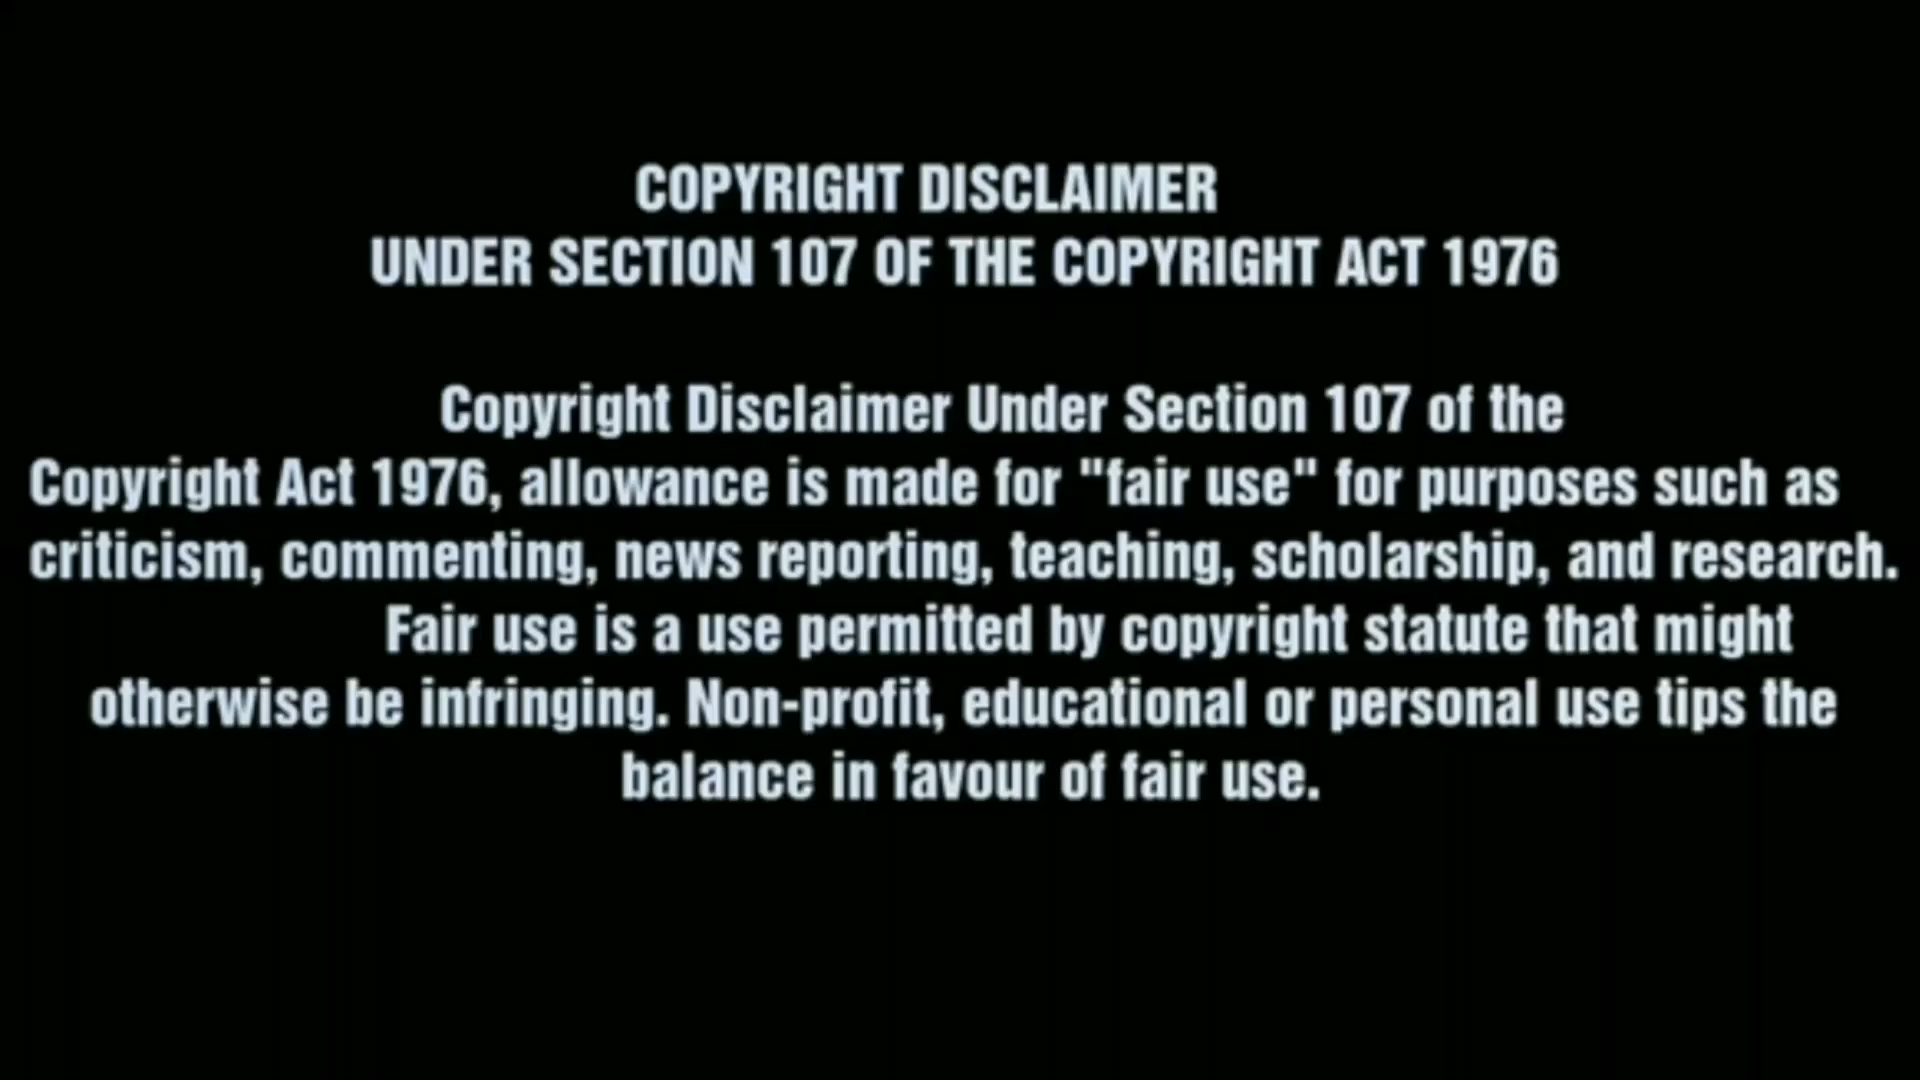 COPYRIGHT DISCLAIMER
UNDER SECTION 107 OF THE COPYRIGHT ACT 1976
Copyright Disclaimer Under Section 107 of the
Copyright Act 1976, allowance is made for "fair use" for purposes such as
criticism, commenting, news reporting, teaching, scholarship, and research.
Fair use is a use permitted by copyright statute that might
otherwise be infringing. Non-profit, educational or personal use tips the
balance in favour of fair use.